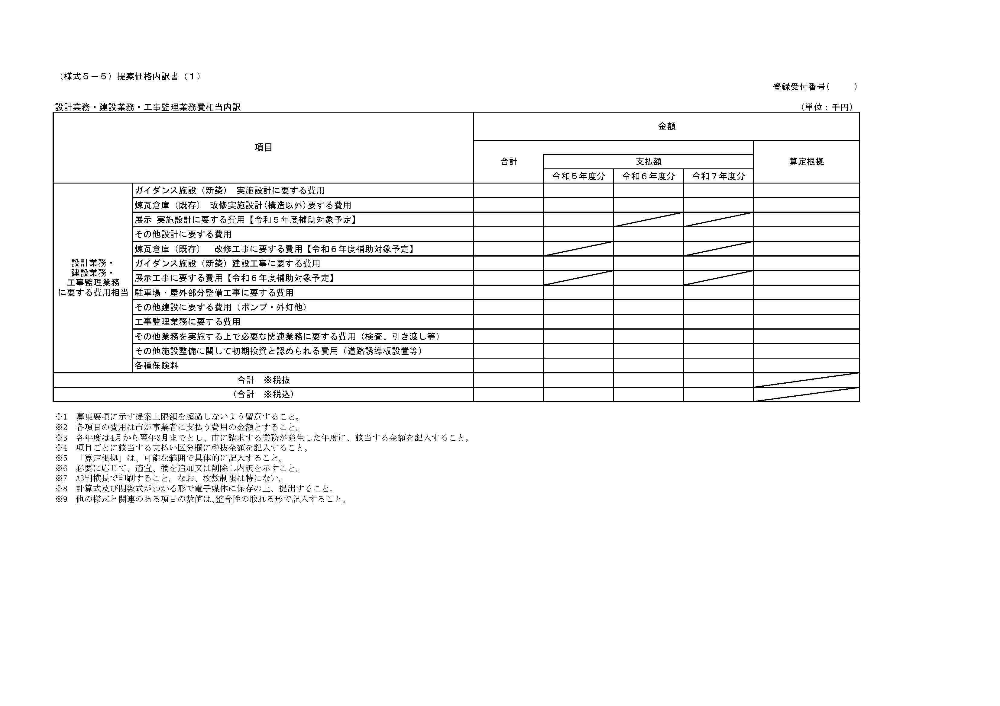 （様式５－５）提案価格内訳書（１）
登録受付番号(　　　)
設計業務・建設業務・工事監理業務費相当内訳
（単位：千円）
項目
金額
合計
支払額
算定根拠
令和５年度分
令和６年度分
令和７年度分
設計業務・
建設業務・
工事監理業務
に要する費用相当
ガイダンス施設（新築）　実施設計に要する費用
煉瓦倉庫（既存）　改修実施設計(構造以外)要する費用
展示 実施設計に要する費用【令和５年度補助対象予定】
その他設計に要する費用
煉瓦倉庫（既存）　 改修工事に要する費用【令和６年度補助対象予定】
ガイダンス施設（新築）建設工事に要する費用
展示工事に要する費用【令和６年度補助対象予定】
駐車場・屋外部分整備工事に要する費用
その他建設に要する費用（ポンプ・外灯他）
工事監理業務に要する費用
その他業務を実施する上で必要な関連業務に要する費用（検査、引き渡し等）
その他施設整備に関して初期投資と認められる費用（道路誘導板設置等）
各種保険料
合計　※税抜
（合計　※税込）
※1　募集要項に示す提案上限額を超過しないよう留意すること。
※2　各項目の費用は市が事業者に支払う費用の金額とすること。
※3　各年度は4月から翌年3月までとし、市に請求する業務が発生した年度に、該当する金額を記入すること。
※4　項目ごとに該当する支払い区分欄に税抜金額を記入すること。
※5　「算定根拠」は、可能な範囲で具体的に記入すること。
※6　必要に応じて、適宜、欄を追加又は削除し内訳を示すこと。
※7　A3判横長で印刷すること。なお、枚数制限は特にない。
※8　計算式及び関数式がわかる形で電子媒体に保存の上、提出すること。
※9　他の様式と関連のある項目の数値は、整合性の取れる形で記入すること。